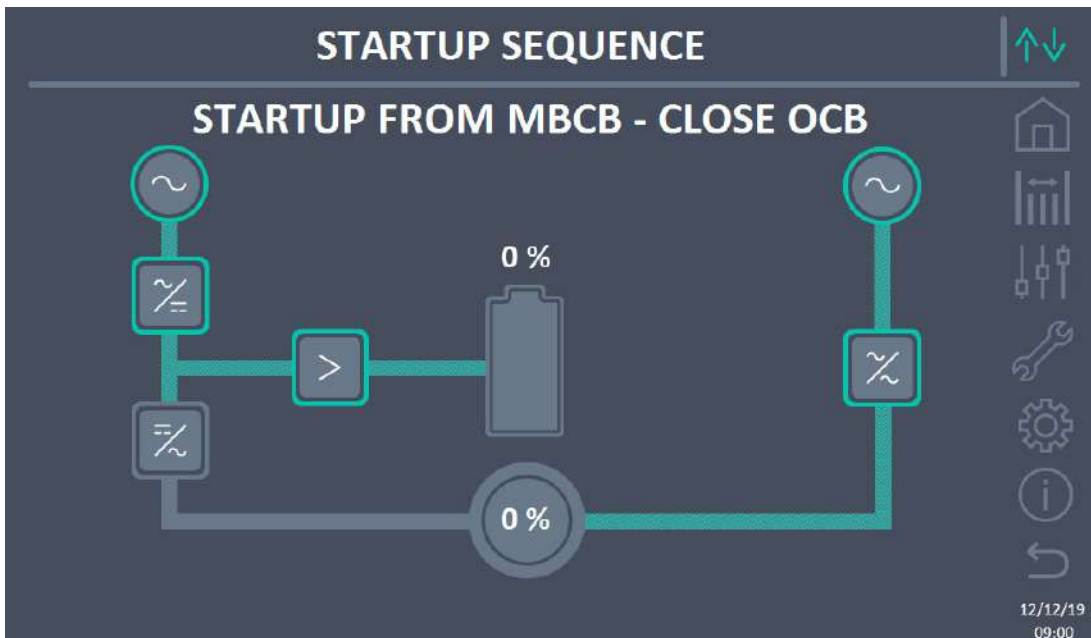 STARTUP SEQUENCE
STARTUP FROM MBCB - CLOSE OCB
0 %
>
0 %
12/12/19
09:00